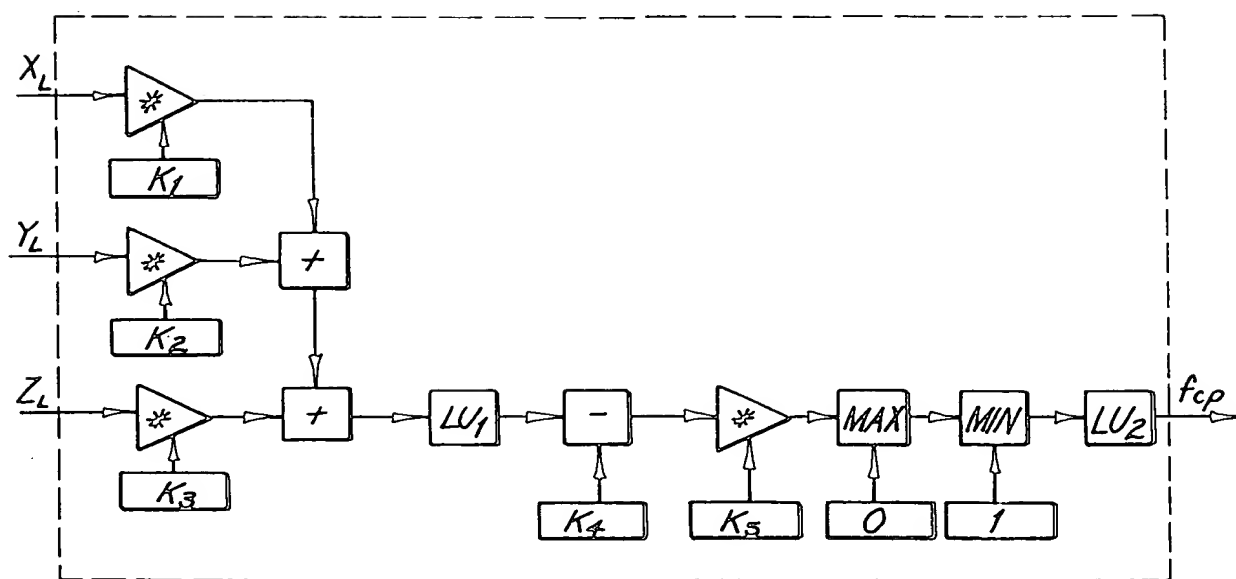 X_L
*
K_1
Y_L
*
+
K_2
Z_L
*
+
LU_1
-
*
MAX
MIN
LU_2
f_cp
K_3
K_4
K_5
0
1